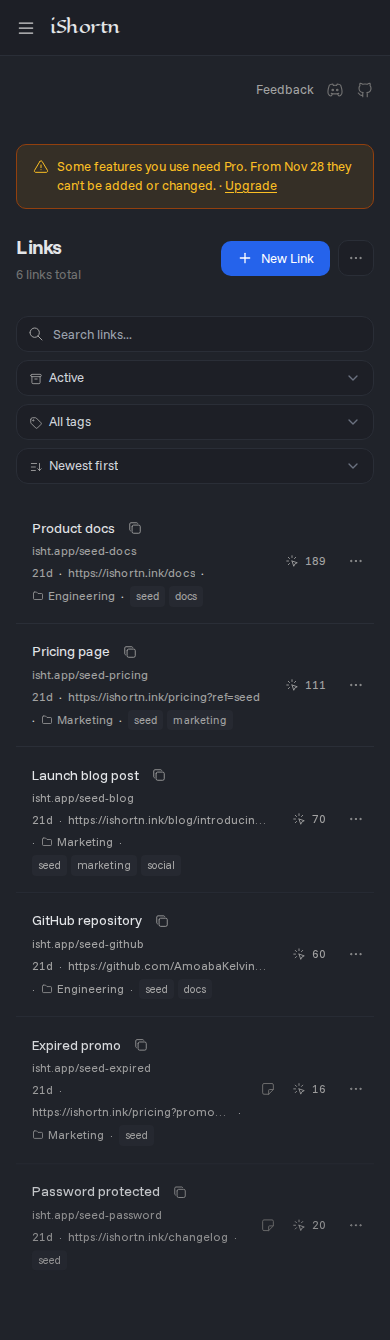 iShortn
Feedback
Some features you use need Pro. From Nov 28 they
can't be added or changed. · Upgrade
Links
6 links total
New Link
Search links...
Active
All tags
Newest first
Product docs
isht.app/seed-docs
21d · https://ishortn.ink/docs ·
Engineering · seed docs
189
Pricing page
isht.app/seed-pricing
21d · https://ishortn.ink/pricing?ref=seed
· Marketing · seed marketing
111
Launch blog post
isht.app/seed-blog
21d · https://ishortn.ink/blog/introducin...
· Marketing ·
seed marketing social
70
GitHub repository
isht.app/seed-github
21d · https://github.com/AmoabaKelvin...
· Engineering · seed docs
60
Expired promo
isht.app/seed-expired
21d ·
https://ishortn.ink/pricing?promo... ·
Marketing · seed
16
Password protected
isht.app/seed-password
21d · https://ishortn.ink/changelog ·
seed
20